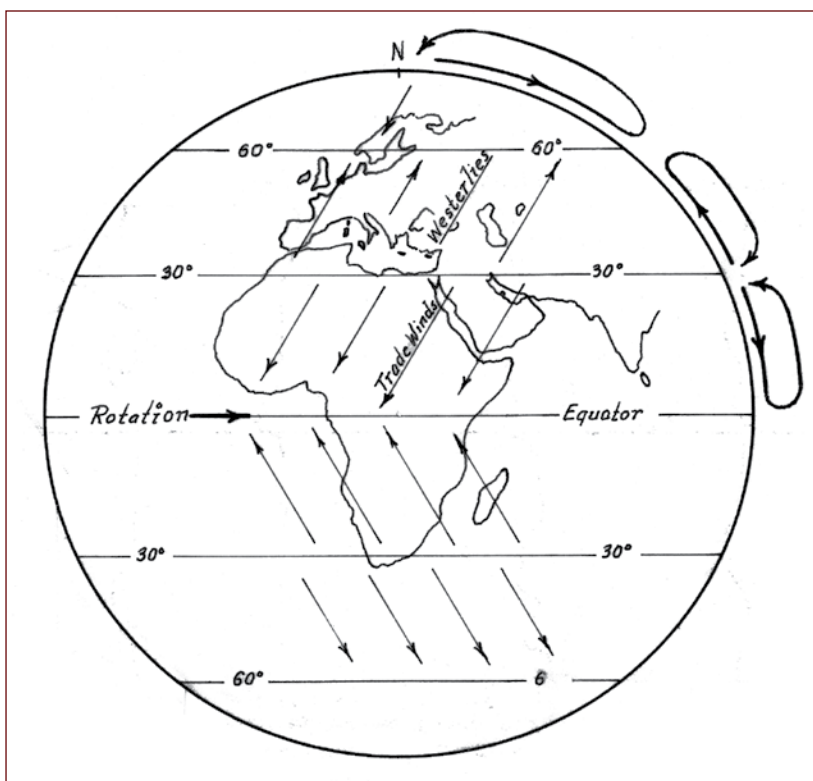 N
60° 60°
Westerlies
30° 30°
Trade Winds
Rotation Equator
30° 30°
60° 6